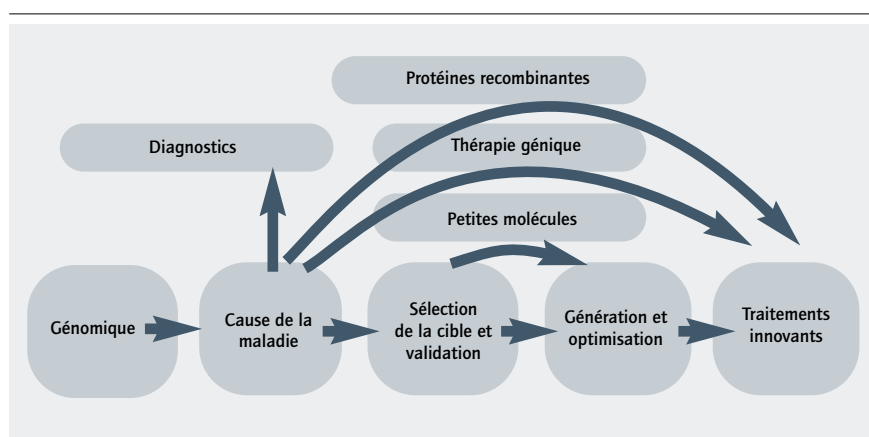 Protéines recombinantes
Diagnostics
Thérapie génique
Petites molécules
Génomique
Cause de la
maladie
Sélection
de la cible et
validation
Génération et
optimisation
Traitements
innovants